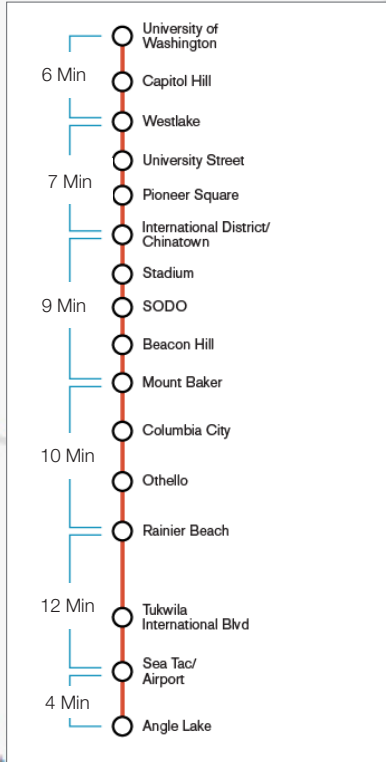 University of
Washington
6 Min
Capitol Hill
Westlake
University Street
7 Min
Pioneer Square
International District/
Chinatown
Stadium
9 Min
SODO
Beacon Hill
Mount Baker
Columbia City
10 Min
Othello
Rainier Beach
12 Min
Tukwila
International Blvd
Sea Tac/
Airport
4 Min
Angle Lake